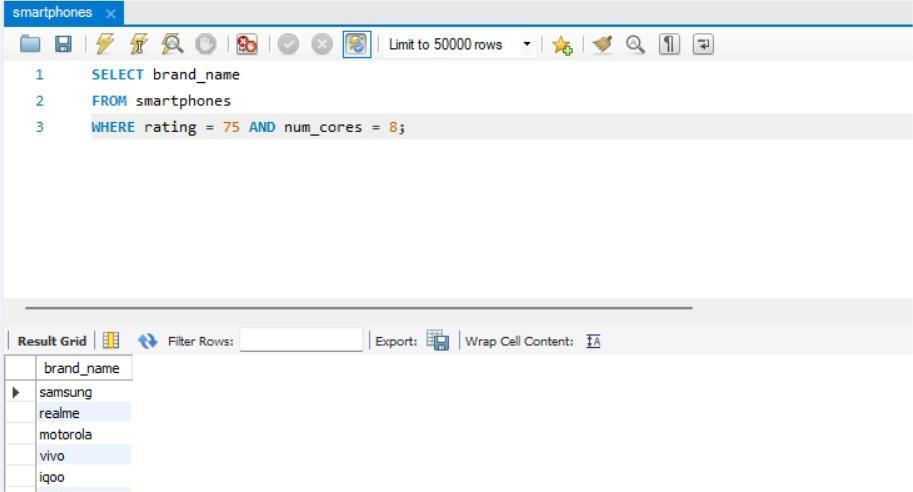 smartphones
Limit to 50000 rows
1 SELECT brand_name
2 FROM smartphones
3 WHERE rating = 75 AND num_cores = 8;
Result Grid Filter Rows: Export: Wrap Cell Content: IA
brand_name
samsung
realme
motorola
vivo
iqoo